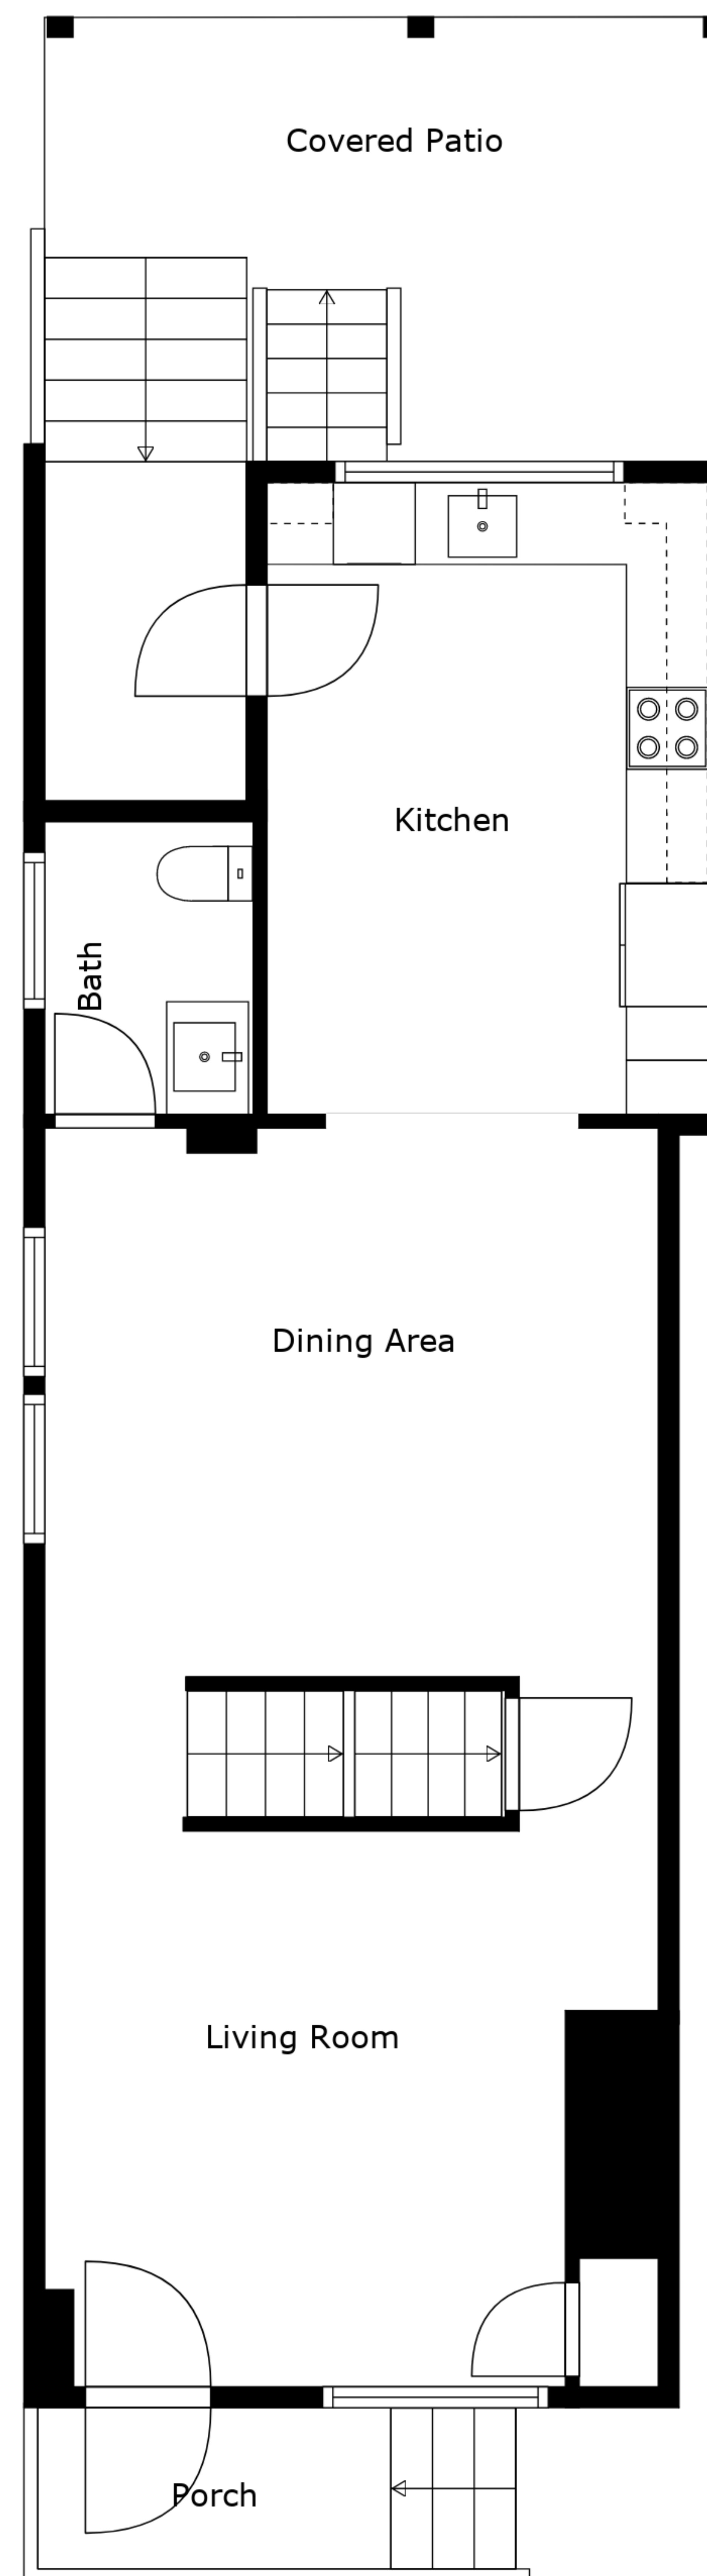 Covered Patio
Kitchen
Bath
Dining Area
Living Room
Porch